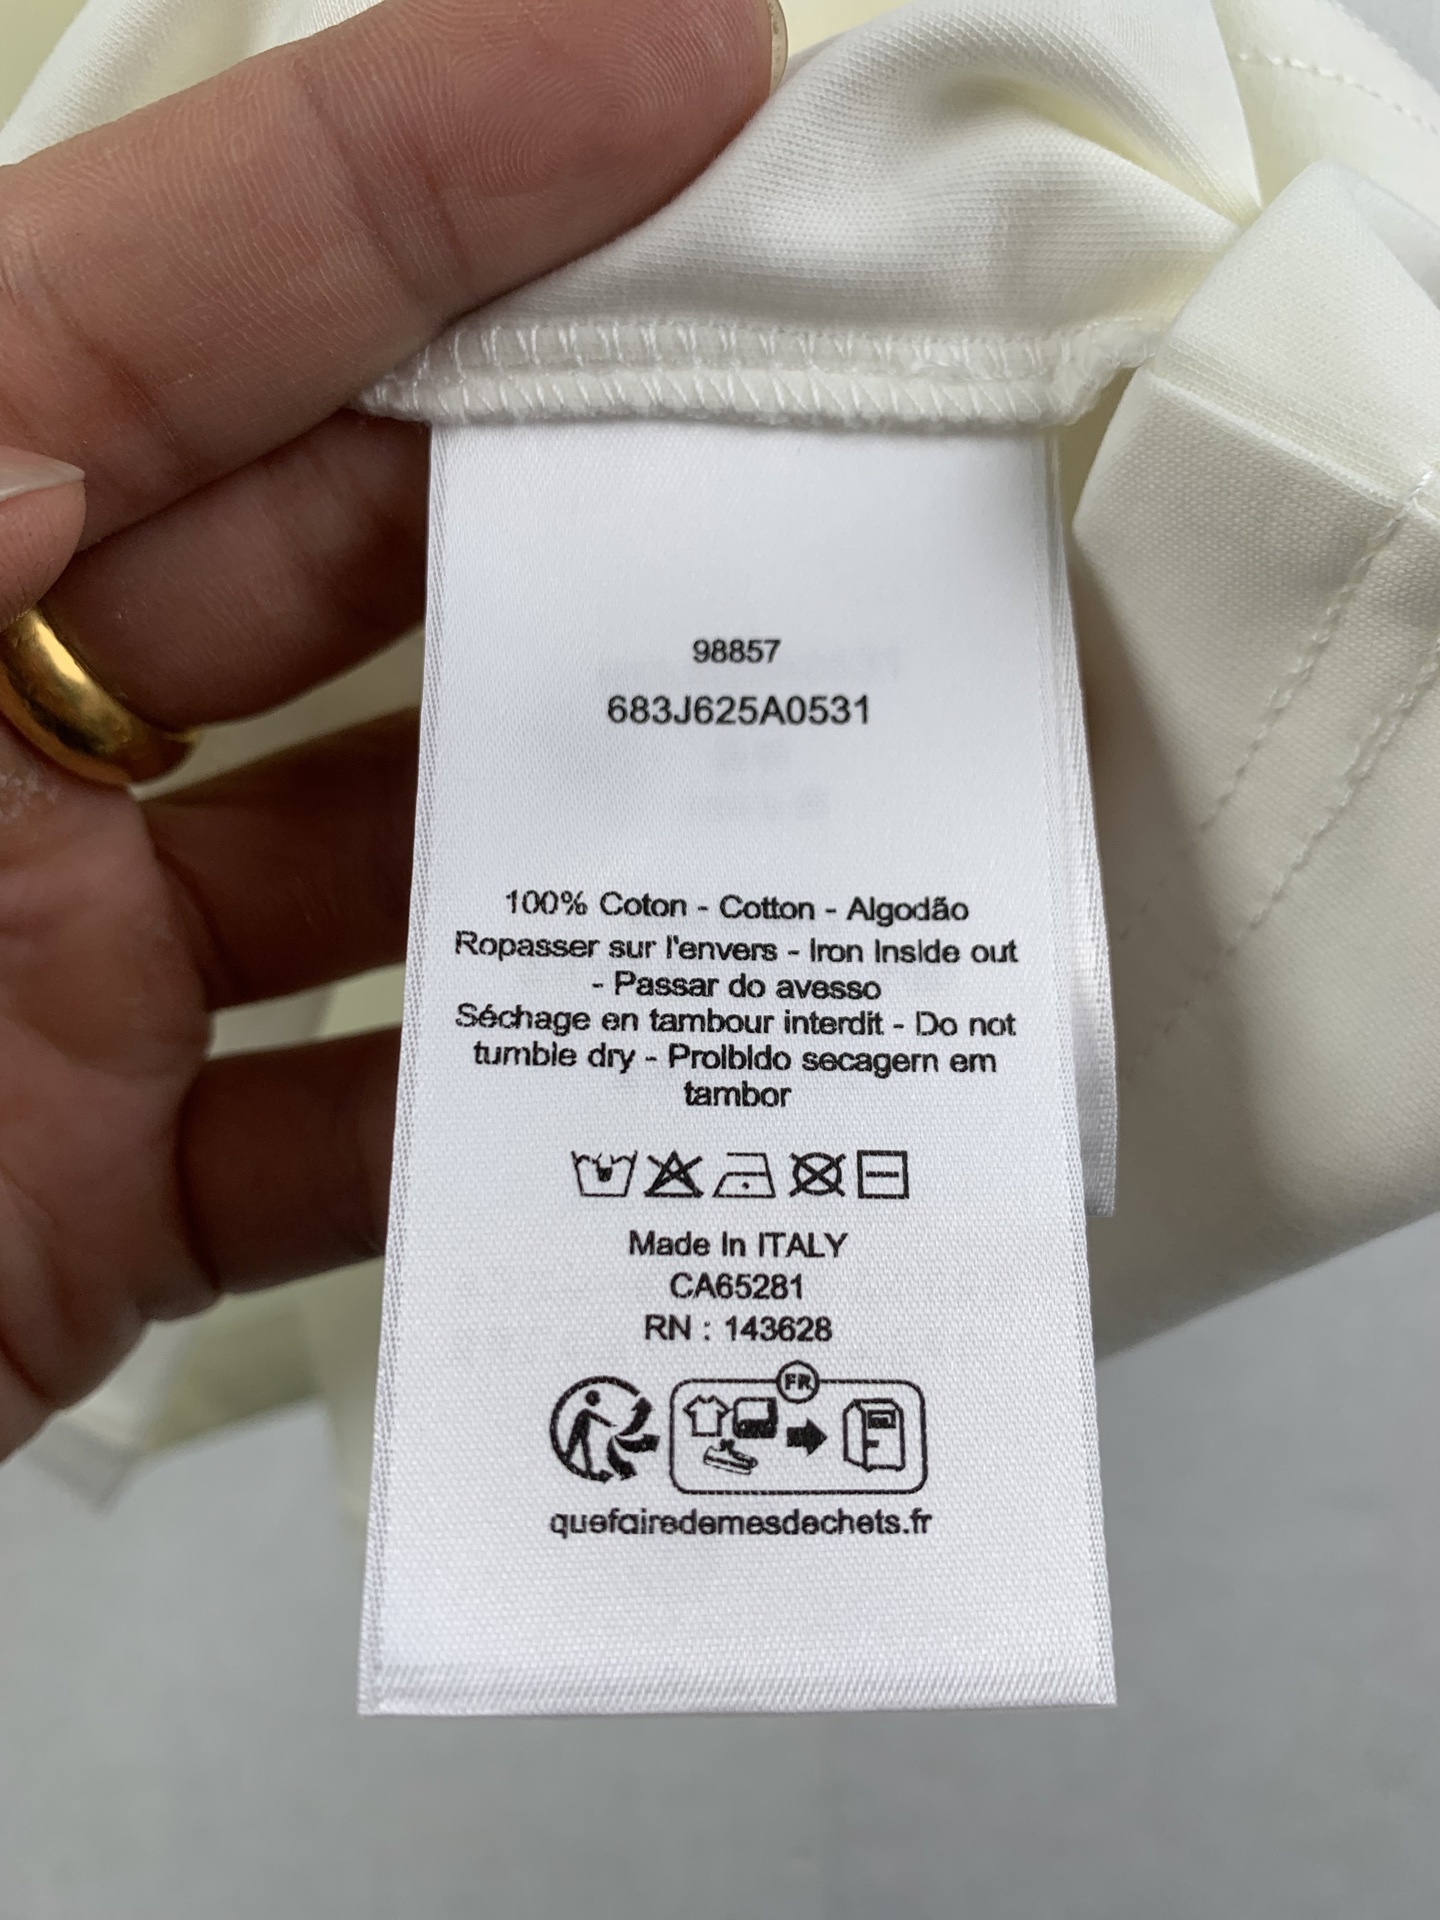 98857
683J625A0531
100% Coton - Cotton - Algodão
Ropasser sur l'envers - Iron Inside out
- Passar do avesso
Séchage en tambour interdit - Do not
tumble dry - Proibido secagem em
tambor
Made In ITALY
CA65281
RN : 143628
FR
quefairedemesdechets.fr